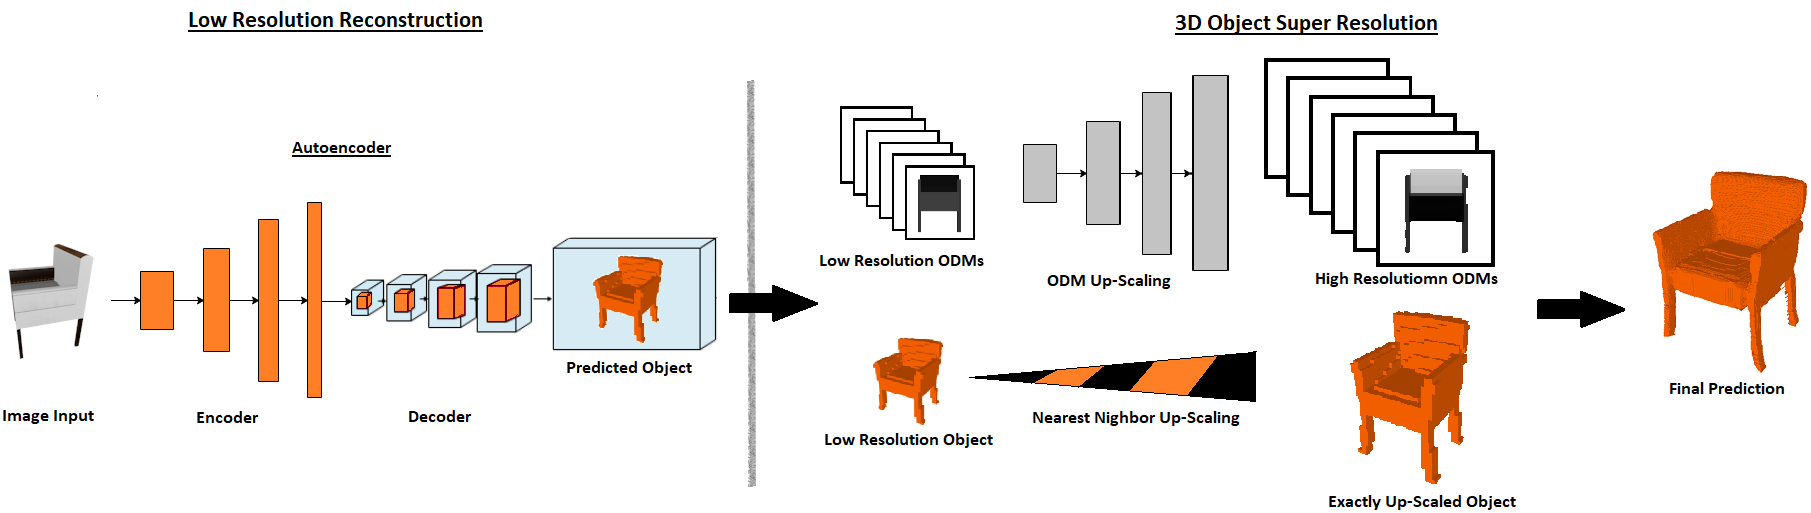 Low Resolution Reconstruction
3D Object Super Resolution
Autoencoder
Low Resolution ODMs
ODM Up-Scaling
High Resolutiomn ODMs
Predicted Object
Image Input
Encoder
Decoder
Low Resolution Object
Nearest Neighbor Up-Scaling
Exactly Up-Scaled Object
Final Prediction